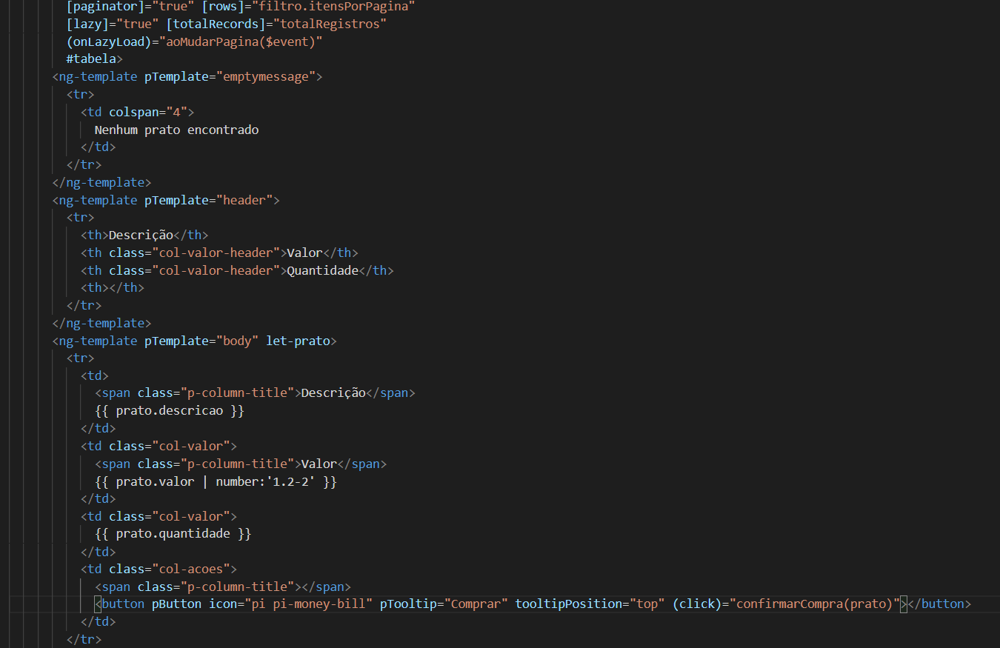 [paginator]="true" [rows]="filtro.itensPorPagina"
[lazy]="true" [totalRecords]="totalRegistros"
(onLazyLoad)="aoMudarPagina($event)"
#tabela>
<ng-template pTemplate="emptymessage">
<tr>
<td colspan="4">
Nenhum prato encontrado
</td>
</tr>
</ng-template>
<ng-template pTemplate="header">
<tr>
<th>Descrição</th>
<th class="col-valor-header">Valor</th>
<th class="col-valor-header">Quantidade</th>
<th></th>
</tr>
</ng-template>
<ng-template pTemplate="body" let-prato>
<tr>
<td>
<span class="p-column-title">Descrição</span>
{{ prato.descricao }}
</td>
<td class="col-valor">
<span class="p-column-title">Valor</span>
{{ prato.valor | number:'1.2-2' }}
</td>
<td class="col-valor">
{{ prato.quantidade }}
</td>
<td class="col-acoes">
<span class="p-column-title"></span>
<button pButton icon="pi pi-money-bill" pTooltip="Comprar" tooltipPosition="top" (click)="confirmarCompra(prato)"></button>
</td>
</tr>